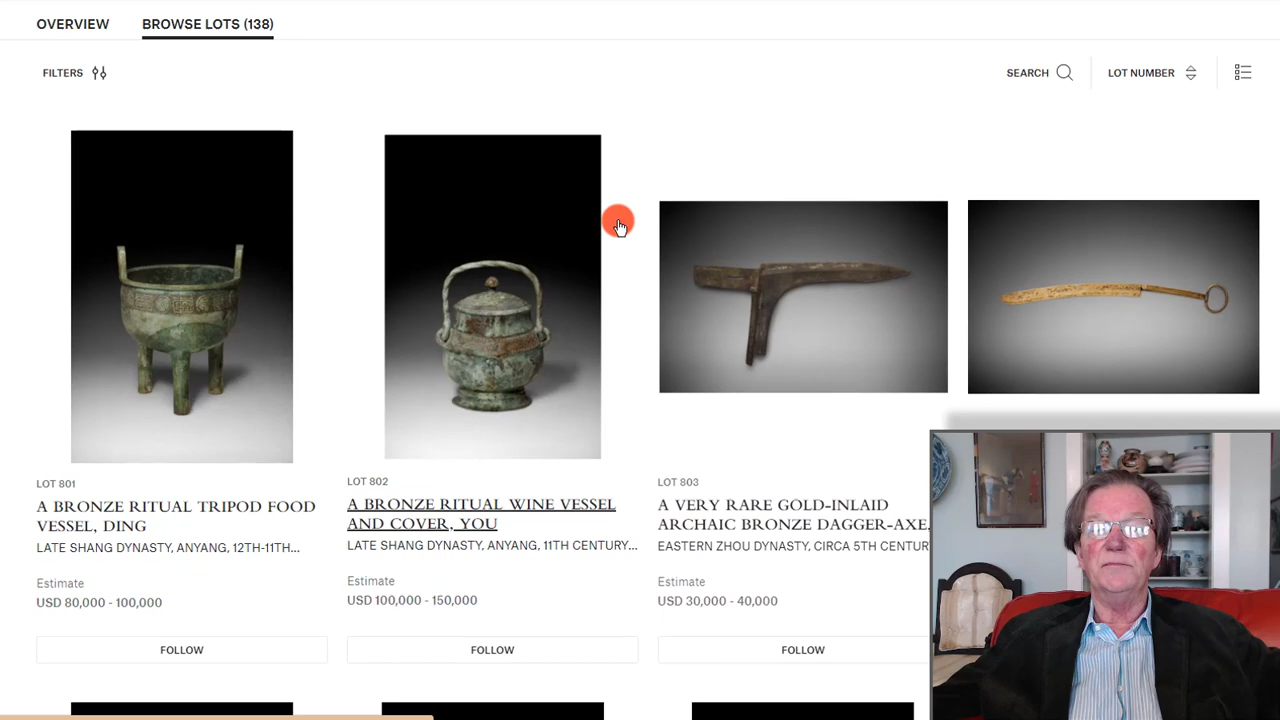 OVERVIEW
BROWSE LOTS (138)
FILTERS
SEARCH
LOT NUMBER
LOT 801
A BRONZE RITUAL TRIPOD FOOD
VESSEL, DING
LATE SHANG DYNASTY, ANYANG, 12TH-11TH...
Estimate
USD 80,000 - 100,000
FOLLOW
LOT 802
A BRONZE RITUAL WINE VESSEL
AND COVER, YOU
LATE SHANG DYNASTY, ANYANG, 11TH CENTURY...
Estimate
USD 100,000 - 150,000
FOLLOW
LOT 803
A VERY RARE GOLD-INLAID
ARCHAIC BRONZE DAGGER-AXE,
EASTERN ZHOU DYNASTY, CIRCA 5TH CENTUR
Estimate
USD 30,000 - 40,000
FOLLOW